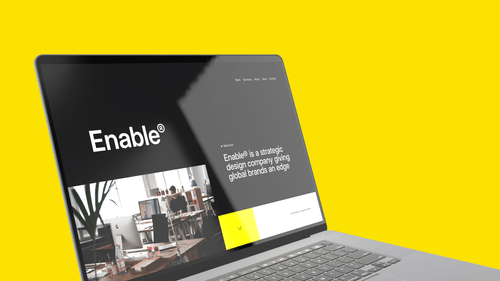 Work Services About Blog Contact
Enable®
Welcome
Enable® is a strategic
design company giving
global brands an edge